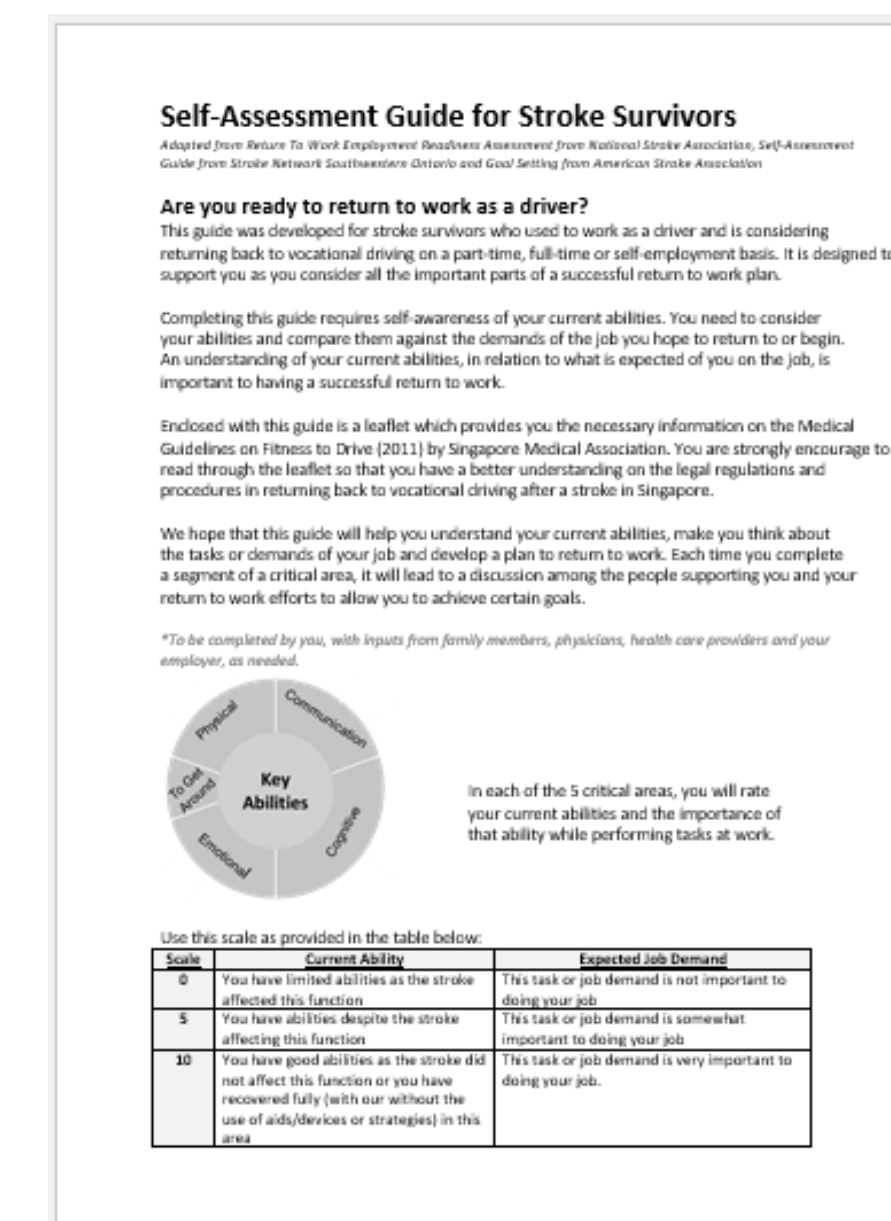 Self-Assessment Guide for Stroke Survivors
Adapted from Return To Work Employment Readiness Assessment from National Stroke Association, Self-Assessment
Guide from Stroke Network Southwestern Ontario and Goal Setting from American Stroke Association
Are you ready to return to work as a driver?
This guide was developed for stroke survivors who used to work as a driver and is considering
returning back to vocational driving on a part-time, full-time or self-employment basis. It is designed to
support you as you consider all the important parts of a successful return to work plan.
Completing this guide requires self-awareness of your current abilities. You need to consider
your abilities and compare them against the demands of the job you hope to return to or begin.
An understanding of your current abilities, in relation to what is expected of you on the job, is
important to having a successful return to work.
Enclosed with this guide is a leaflet which provides you the necessary information on the Medical
Guidelines on Fitness to Drive (2011) by Singapore Medical Association. You are strongly encourage to
read through the leaflet so that you have a better understanding on the legal regulations and
procedures in returning back to vocational driving after a stroke in Singapore.
We hope that this guide will help you understand your current abilities, make you think about
the tasks or demands of your job and develop a plan to return to work. Each time you complete
a segment of a critical area, it will lead to a discussion among the people supporting you and your
return to work efforts to allow you to achieve certain goals.
*To be completed by you, with inputs from family members, physicians, health care providers and your
employer, as needed.
Physical
Communication
To Get
Around
Key
Abilities
Emotional
Cognitive
In each of the 5 critical areas, you will rate
your current abilities and the importance of
that ability while performing tasks at work.
Use this scale as provided in the table below:
Scale Current Ability Expected Job Demand
0 You have limited abilities as the stroke This task or job demand is not important to
affected this function doing your job
5 You have abilities despite the stroke This task or job demand is somewhat
affecting this function important to doing your job
10 You have good abilities as the stroke did This task or job demand is very important to
not affect this function or you have doing your job.
recovered fully (with our without the
use of aids/devices or strategies) in this
area